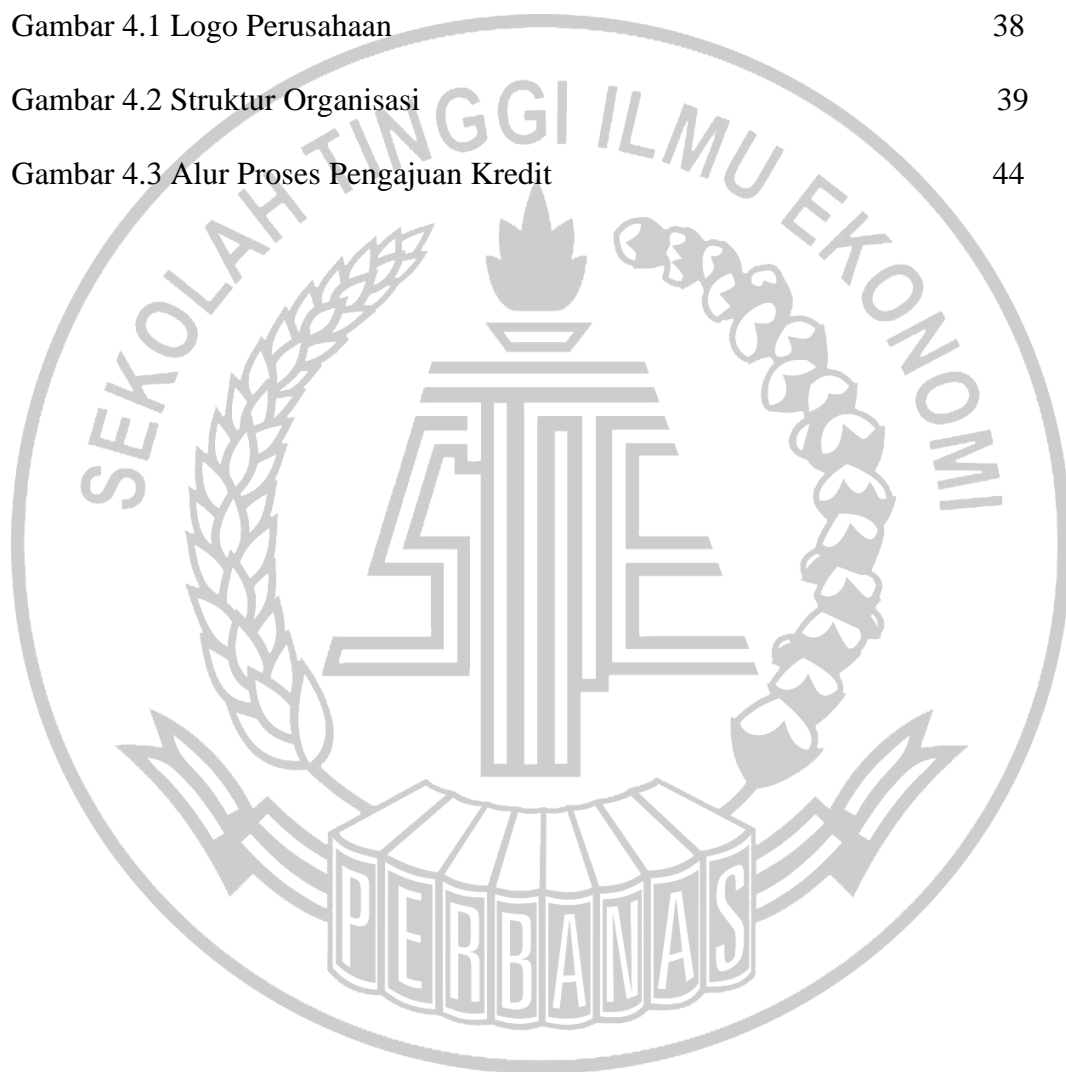 Gambar 4.1 Logo Perusahaan 38
Gambar 4.2 Struktur Organisasi 39
Gambar 4.3 Alur Proses Pengajuan Kredit 44
SEKOLAH TINGGI ILMU EKONOMI
STIE
PERBANAS